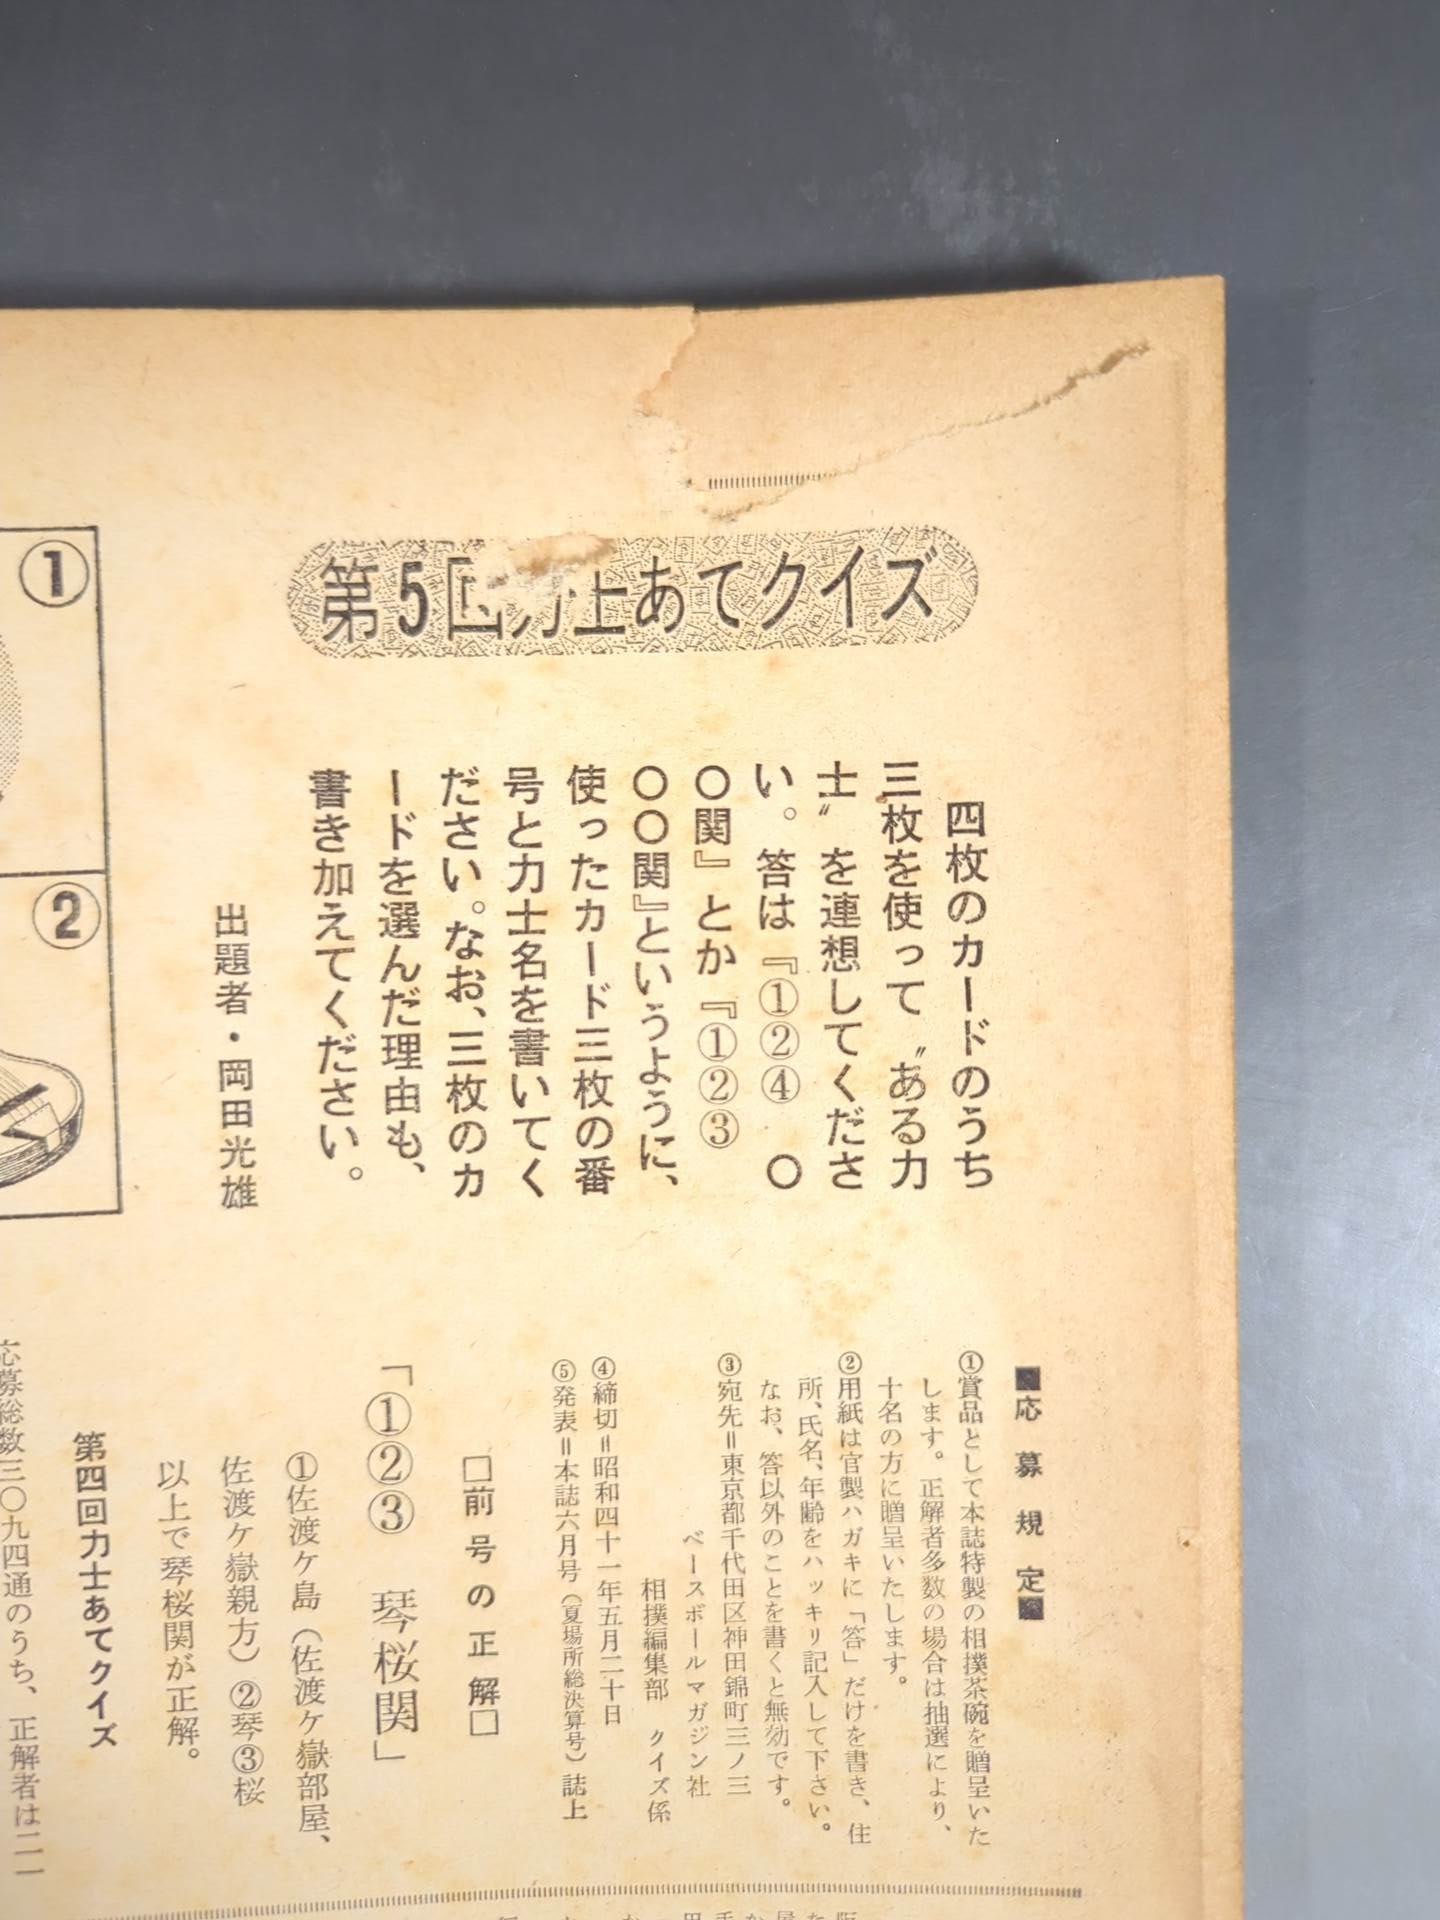 第5回力士あてクイズ
四枚のカードのうち
三枚を使って〝ある力
士〟を連想してくださ
い。答は『①②④ 〇
〇関』とか『①②③
〇〇関』というように、
使ったカード三枚の番
号と力士名を書いてく
ださい。なお、三枚のカ
ードを選んだ理由も、
書き加えてください。
出題者・岡田光雄
①
②
■応募規定■
①賞品として本誌特製の相撲茶碗を贈呈いた
します。正解者多数の場合は抽選により、
十名の方に贈呈いたします。
②用紙は官製ハガキに「答」だけを書き、住
所、氏名、年齢をハッキリ記入して下さい。
なお、答以外のことを書くと無効です。
③宛先＝東京都千代田区神田錦町三ノ三
ベースボールマガジン社
相撲編集部 クイズ係
④締切＝昭和四十一年五月二十日
⑤発表＝本誌六月号（夏場所総決算号）誌上
□前号の正解□
「①②③ 琴桜関」
①佐渡ケ島（佐渡ケ嶽部屋、
佐渡ケ嶽親方）②琴③桜
以上で琴桜関が正解。
第四回力士あてクイズ
応募総数三〇九四通のうち、正解者は二一